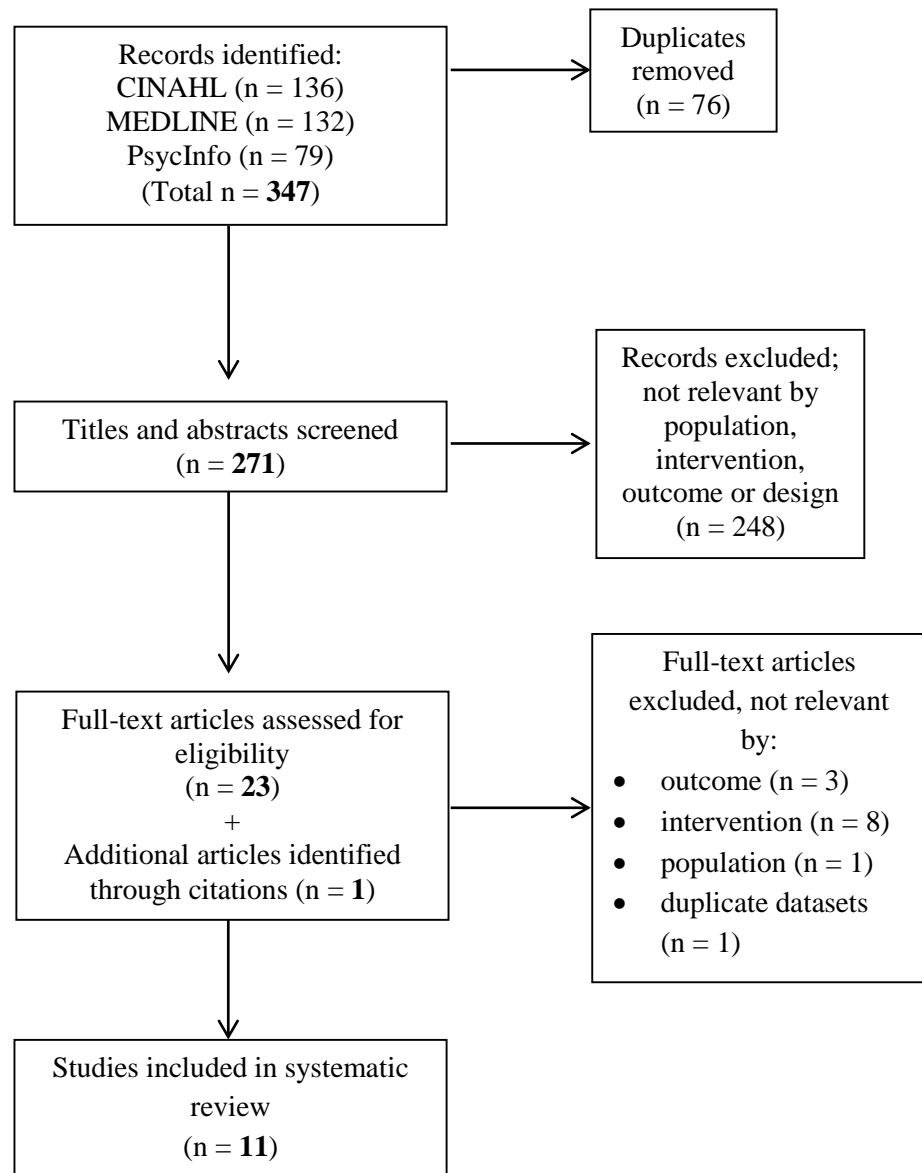 Records identified:
CINAHL (n = 136)
MEDLINE (n = 132)
PsycInfo (n = 79)
(Total n = 347)
Duplicates
removed
(n = 76)
Titles and abstracts screened
(n = 271)
Records excluded;
not relevant by
population,
intervention,
outcome or design
(n = 248)
Full-text articles assessed for
eligibility
(n = 23)
+
Additional articles identified
through citations (n = 1)
Full-text articles
excluded, not relevant
by:
• outcome (n = 3)
• intervention (n = 8)
• population (n = 1)
• duplicate datasets
(n = 1)
Studies included in systematic
review
(n = 11)